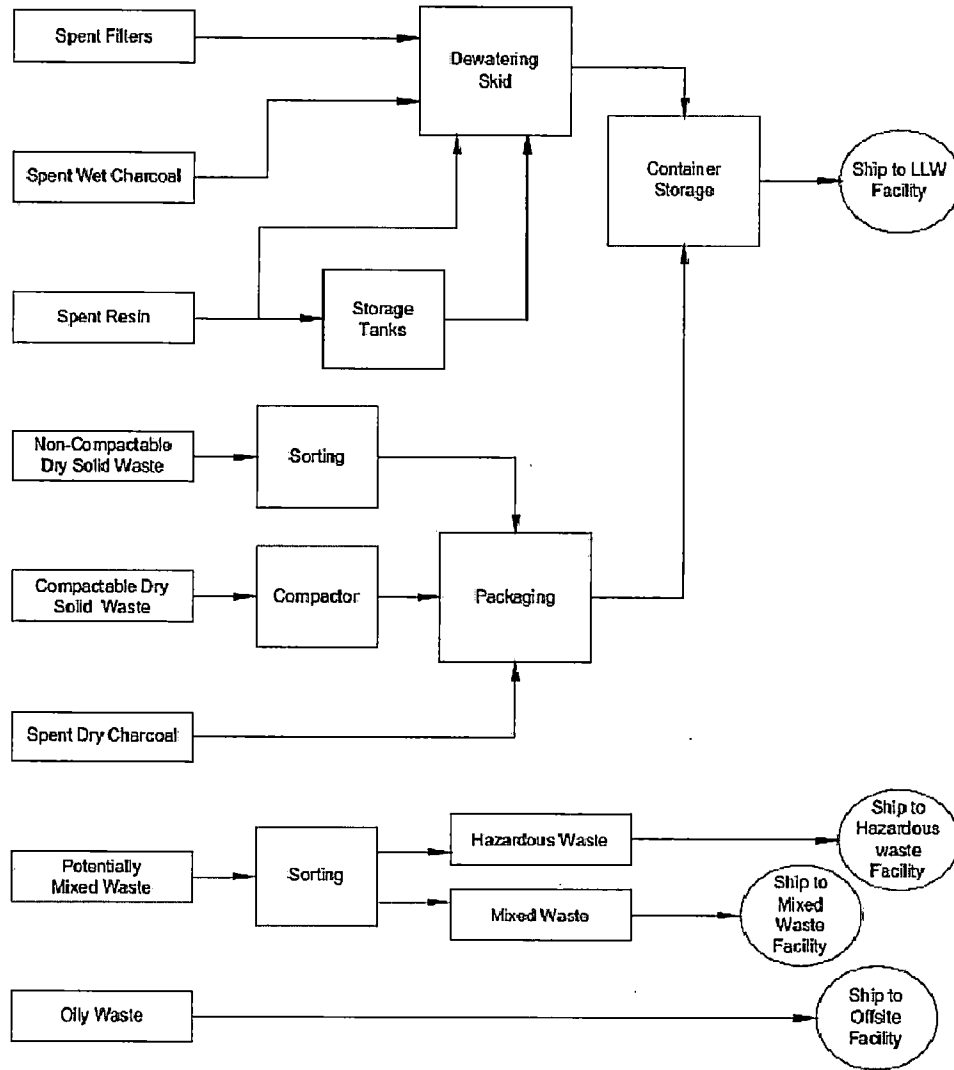 Spent Filters
Dewatering
Skid
Spent Wet Charcoal
Container
Storage
Ship to LLW
Facility
Spent Resin
Storage
Tanks
Non-Compactable
Dry Solid Waste
Sorting
Compactable Dry
Solid Waste
Compactor
Packaging
Spent Dry Charcoal
Potentially
Mixed Waste
Sorting
Hazardous Waste
Ship to
Hazardous
waste
Facility
Mixed Waste
Ship to
Mixed
Waste
Facility
Oily Waste
Ship to
Offsite
Facility